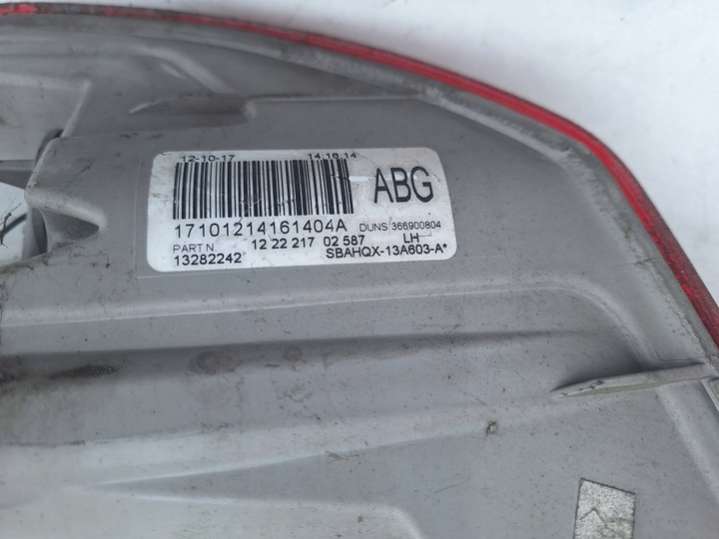 12-10-17 14:16:14
ABG
17101214161404A DUNS 366900804
PART N 12 22 217 02 587 LH
13282242 SBAHQX-13A603-A*